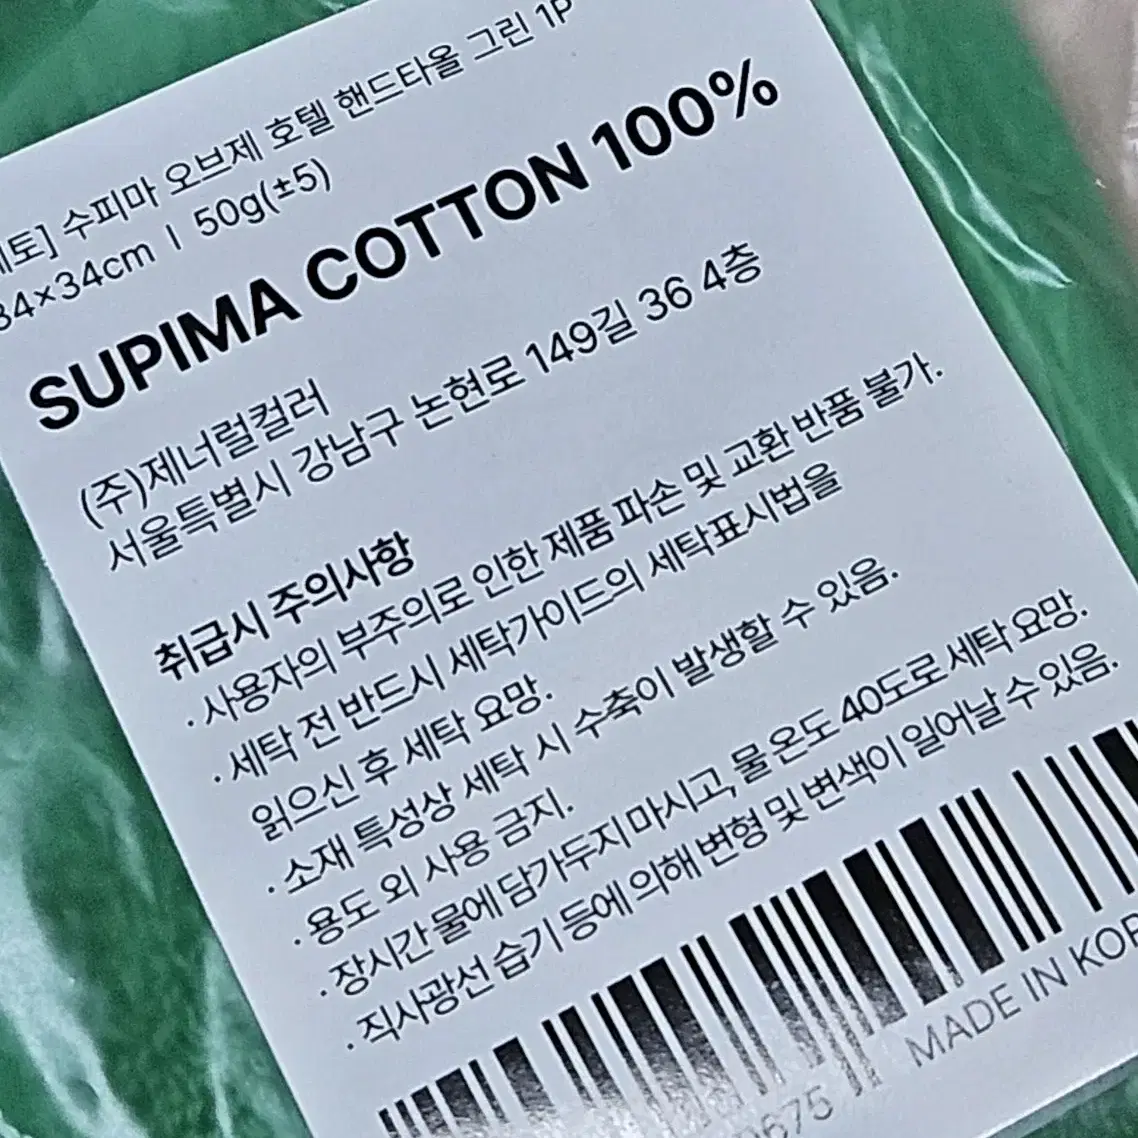 토] 수피마 오브제 호텔 핸드타올 그린 1P
34×34cm | 50g(±5)
SUPIMA COTTON 100%
(주)제너럴컬러
서울특별시 강남구 논현로 149길 36 4층
취급시 주의사항
· 사용자의 부주의로 인한 제품 파손 및 교환 반품 불가.
· 세탁 전 반드시 세탁가이드의 세탁표시법을
읽으신 후 세탁 요망.
· 소재 특성상 세탁 시 수축이 발생할 수 있음.
· 용도 외 사용 금지.
· 장시간 물에 담가두지 마시고, 물 온도 40도로 세탁 요망.
· 직사광선 습기 등에 의해 변형 및 변색이 일어날 수 있음.
675
MADE IN KOR